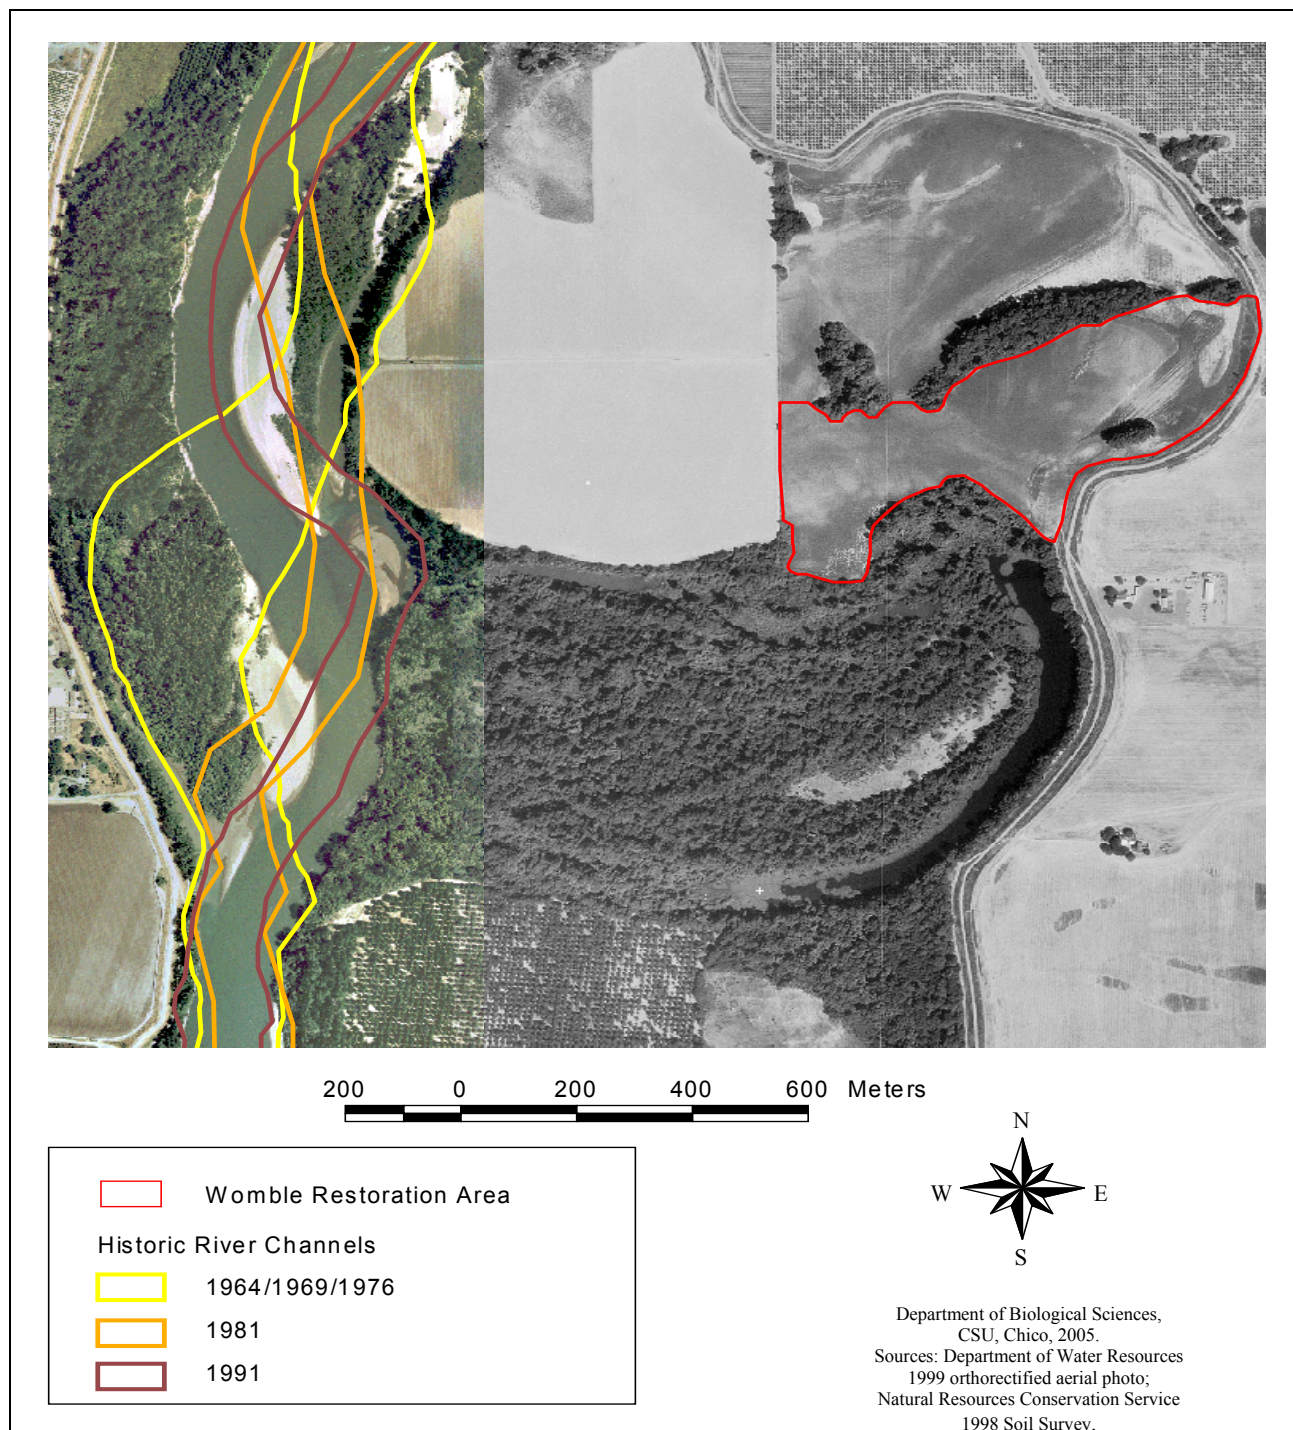 200 0 200 400 600 Meters
N
W E
S
Womble Restoration Area
Historic River Channels
1964/1969/1976
1981
1991
Department of Biological Sciences,
CSU, Chico, 2005.
Sources: Department of Water Resources
1999 orthorectified aerial photo;
Natural Resources Conservation Service
1998 Soil Survey.